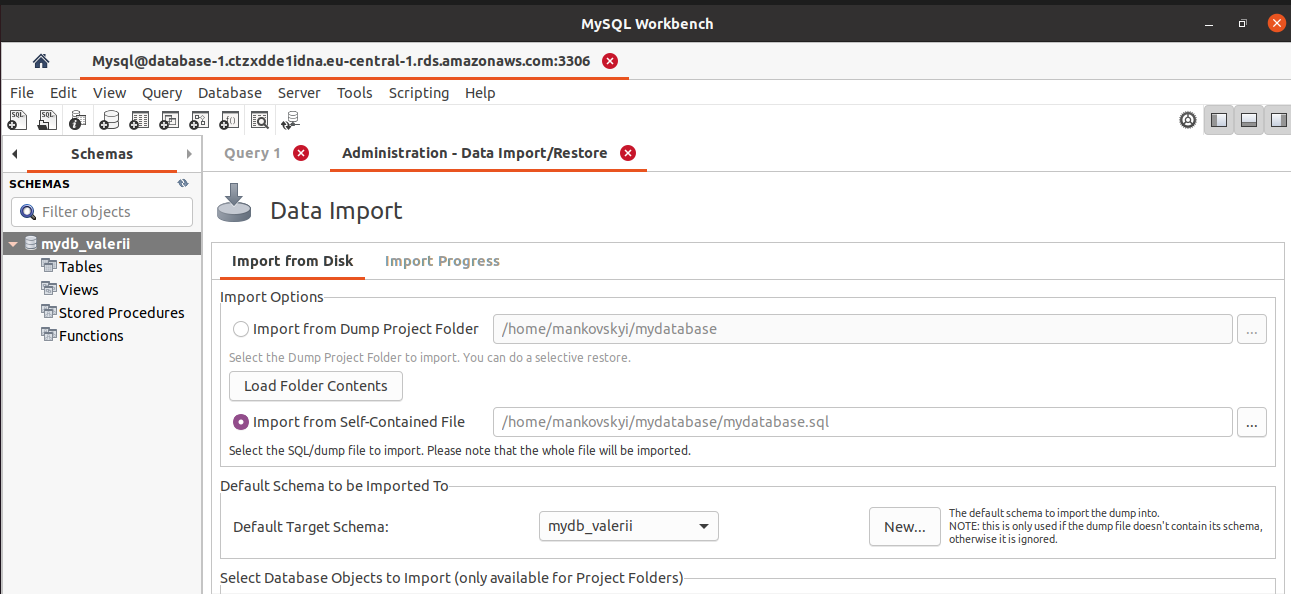 MySQL Workbench
Mysql@database-1.ctzxdde1idna.eu-central-1.rds.amazonaws.com:3306
File Edit View Query Database Server Tools Scripting Help
Schemas
Query 1
Administration - Data Import/Restore
SCHEMAS
Filter objects
mydb_valerii
Tables
Views
Stored Procedures
Functions
Data Import
Import from Disk
Import Progress
Import Options
Import from Dump Project Folder
/home/mankovskyi/mydatabase
...
Select the Dump Project Folder to import. You can do a selective restore.
Load Folder Contents
Import from Self-Contained File
/home/mankovskyi/mydatabase/mydatabase.sql
...
Select the SQL/dump file to import. Please note that the whole file will be imported.
Default Schema to be Imported To
Default Target Schema:
mydb_valerii
New...
The default schema to import the dump into.
NOTE: this is only used if the dump file doesn't contain its schema,
otherwise it is ignored.
Select Database Objects to Import (only available for Project Folders)